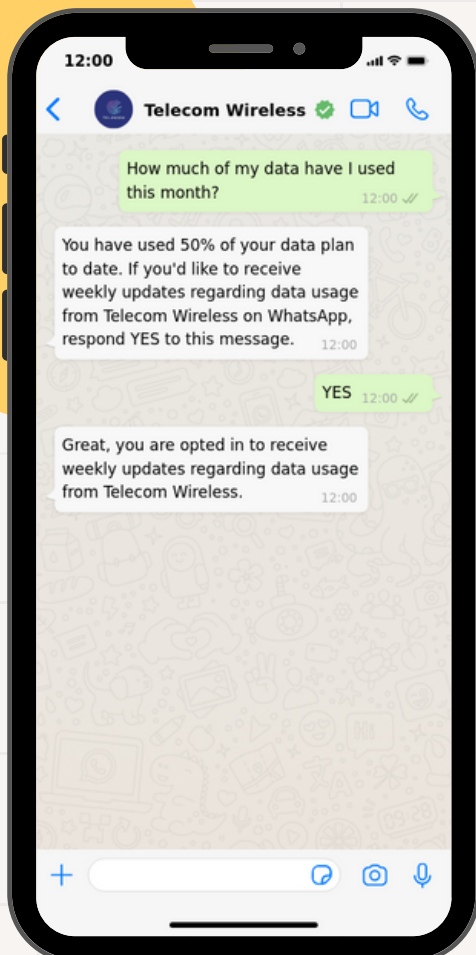 12:00
Telecom Wireless
How much of my data have I used
this month?
12:00
You have used 50% of your data plan
to date. If you'd like to receive
weekly updates regarding data usage
from Telecom Wireless on WhatsApp,
respond YES to this message.
12:00
YES
12:00
Great, you are opted in to receive
weekly updates regarding data usage
from Telecom Wireless.
12:00
Hi
09:28